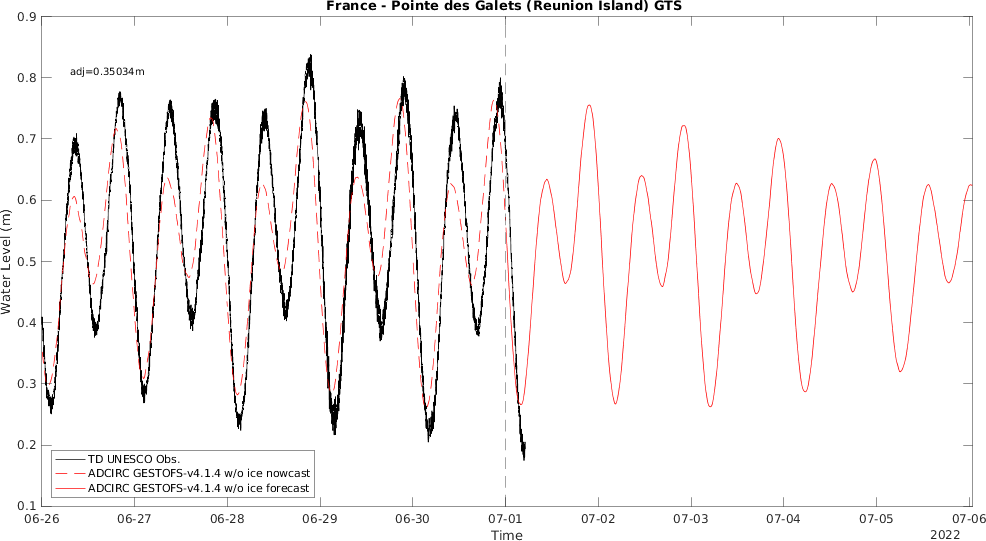 France - Pointe des Galets (Reunion Island) GTS
0.9
0.8
0.7
0.6
0.5
0.4
0.3
0.2
0.1
Water Level (m)
adj=0.35034m
TD UNESCO Obs.
ADCIRC GESTOFS-v4.1.4 w/o ice nowcast
ADCIRC GESTOFS-v4.1.4 w/o ice forecast
06-26 06-27 06-28 06-29 06-30 07-01 07-02 07-03 07-04 07-05 07-06
Time
2022